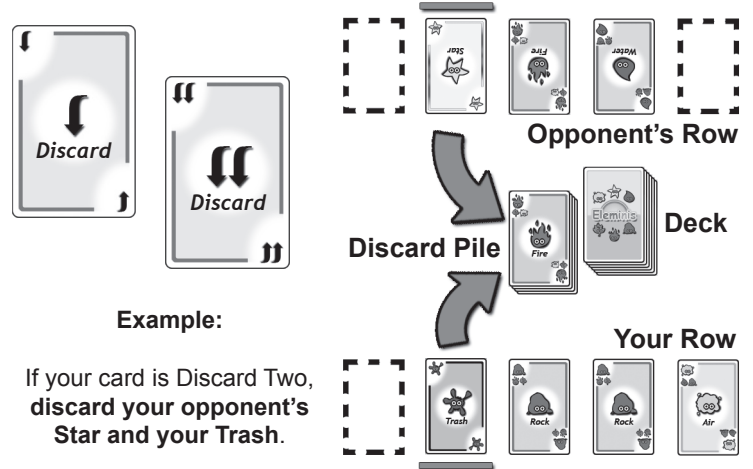 Discard
Discard
Example:
If your card is Discard Two,
discard your opponent's
Star and your Trash.
Star
Fire
Water
Opponent's Row
Discard Pile
Fire
Eleminis
Deck
Your Row
Trash
Rock
Rock
Air